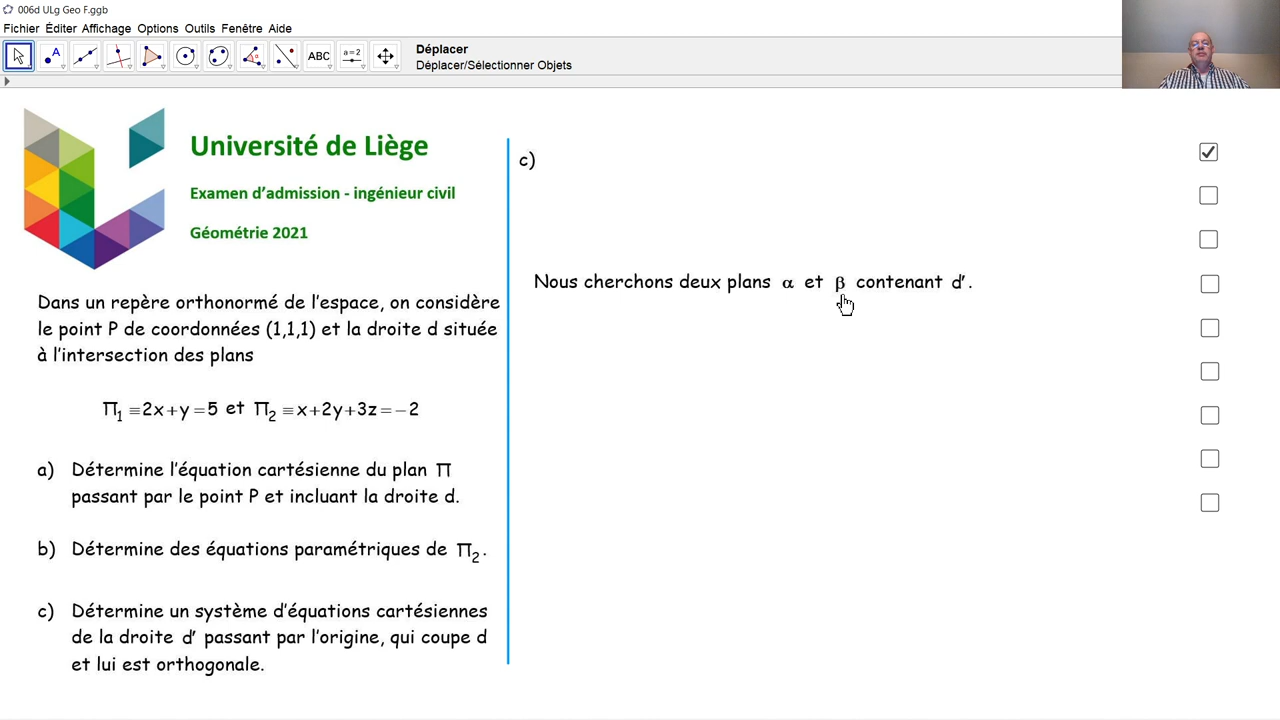 006d ULg Geo F.ggb
Fichier Éditer Affichage Options Outils Fenêtre Aide
A
ABC
a=2
Déplacer
Déplacer/Sélectionner Objets
Université de Liège
Examen d'admission - ingénieur civil
Géométrie 2021
Dans un repère orthonormé de l'espace, on considère
le point P de coordonnées (1,1,1) et la droite d située
à l'intersection des plans
Π₁ ≡ 2x + y = 5 et Π₂ ≡ x + 2y + 3z = − 2
a) Détermine l'équation cartésienne du plan Π
passant par le point P et incluant la droite d.
b) Détermine des équations paramétriques de Π₂.
c) Détermine un système d'équations cartésiennes
de la droite d' passant par l'origine, qui coupe d
et lui est orthogonale.
c)
Nous cherchons deux plans α et β contenant d'.